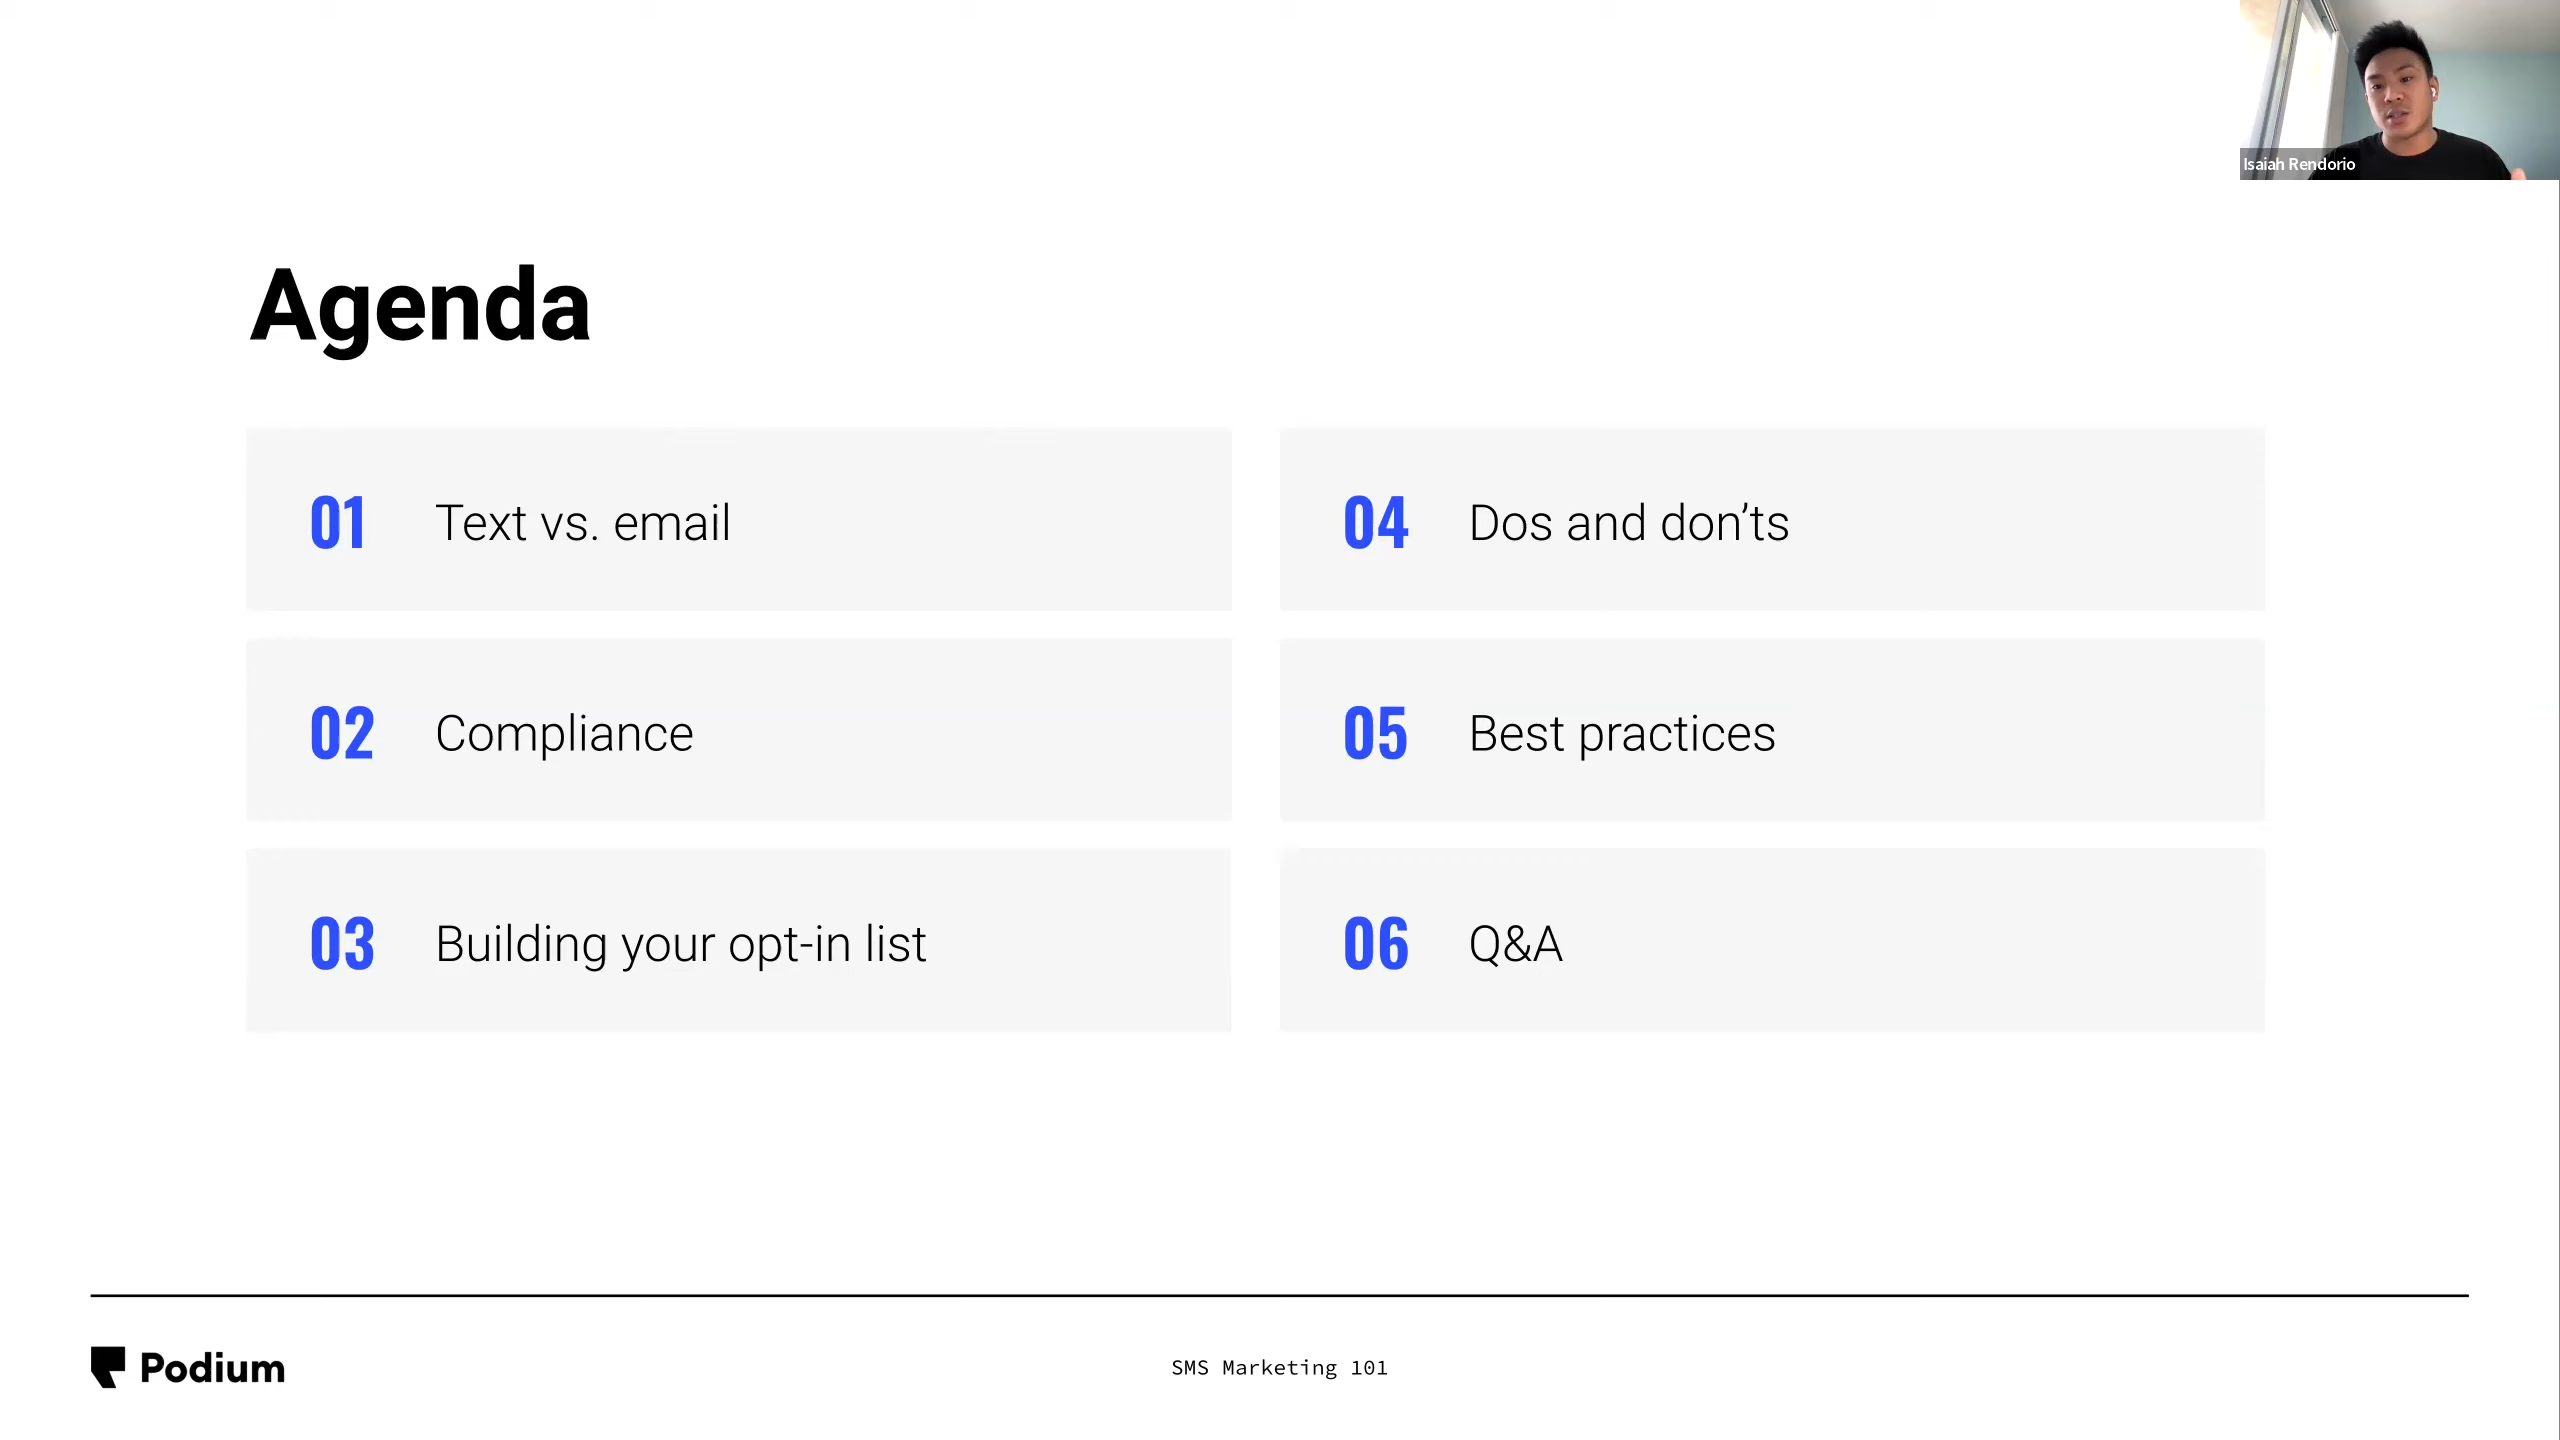 Isaiah Rendorio
Agenda
01 Text vs. email
02 Compliance
03 Building your opt-in list
04 Dos and don’ts
05 Best practices
06 Q&A
Podium
SMS Marketing 101